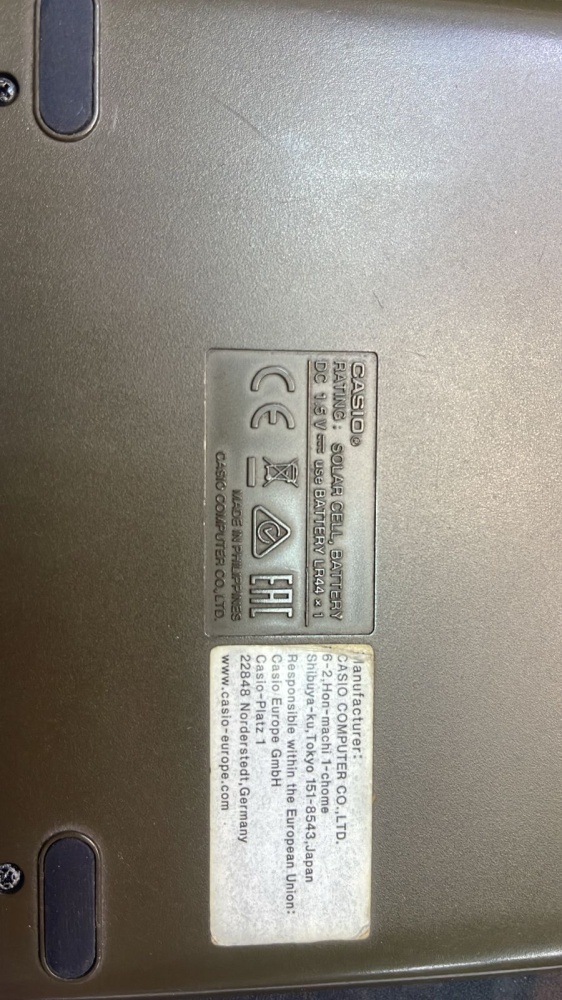 CASIO
RATING: SOLAR CELL, BATTERY
DC 1.5 V ⎓ use BATTERY LR44 × 1
CE
EAC
MADE IN PHILIPPINES
CASIO COMPUTER CO.,LTD.
Manufacturer:
CASIO COMPUTER CO.,LTD.
6-2,Hon-machi 1-chome
Shibuya-ku,Tokyo 151-8543,Japan
Responsible within the European Union:
Casio Europe GmbH
Casio-Platz 1
22848 Norderstedt,Germany
www.casio-europe.com